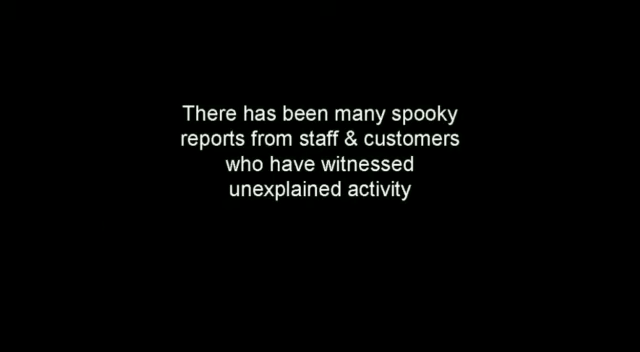 There has been many spooky
reports from staff & customers
who have witnessed
unexplained activity